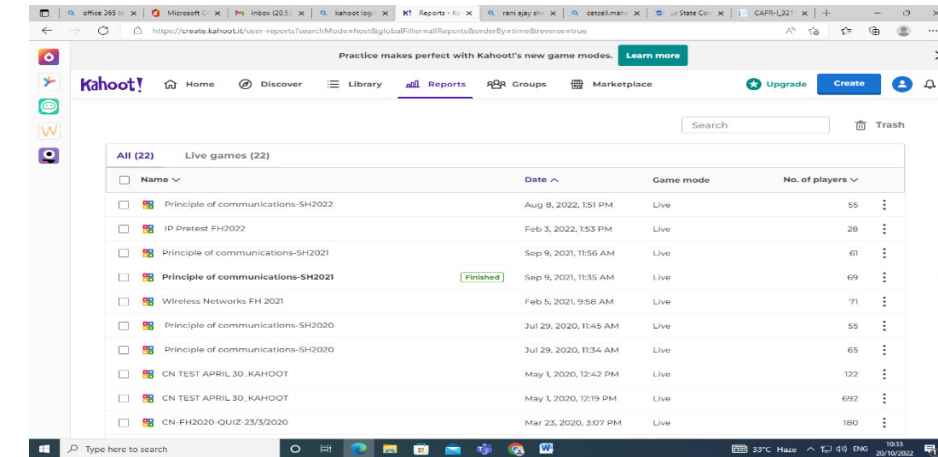 office 365 lo
Microsoft O
Inbox (20,5
kahoot logi
Reports - K
rani ajay sh
cetcell.mah
State Co
CAPR-I_321
https://create.kahoot.it/user-reports?searchMode=host&globalFilter=allReports&orderBy=time&reverse=true
Practice makes perfect with Kahoot!'s new game modes. Learn more
Kahoot! Home Discover Library Reports Groups Marketplace Upgrade Create
Search Trash
All (22) Live games (22)
Name Date Game mode No. of players
Principle of communications-SH2022 Aug 8, 2022, 1:51 PM Live 55
IP Pretest FH2022 Feb 3, 2022, 1:53 PM Live 28
Principle of communications-SH2021 Sep 9, 2021, 11:56 AM Live 61
Principle of communications-SH2021 Finished Sep 9, 2021, 11:35 AM Live 69
Wireless Networks FH 2021 Feb 5, 2021, 9:58 AM Live 71
Principle of communications-SH2020 Jul 29, 2020, 11:45 AM Live 55
Principle of communications-SH2020 Jul 29, 2020, 11:34 AM Live 65
CN TEST APRIL 30_KAHOOT May 1, 2020, 12:42 PM Live 122
CN TEST APRIL 30_KAHOOT May 1, 2020, 12:19 PM Live 692
CN-FH2020-QUIZ-23/3/2020 Mar 23, 2020, 3:07 PM Live 180
Type here to search 33°C Haze ENG 10:33
20/10/2022